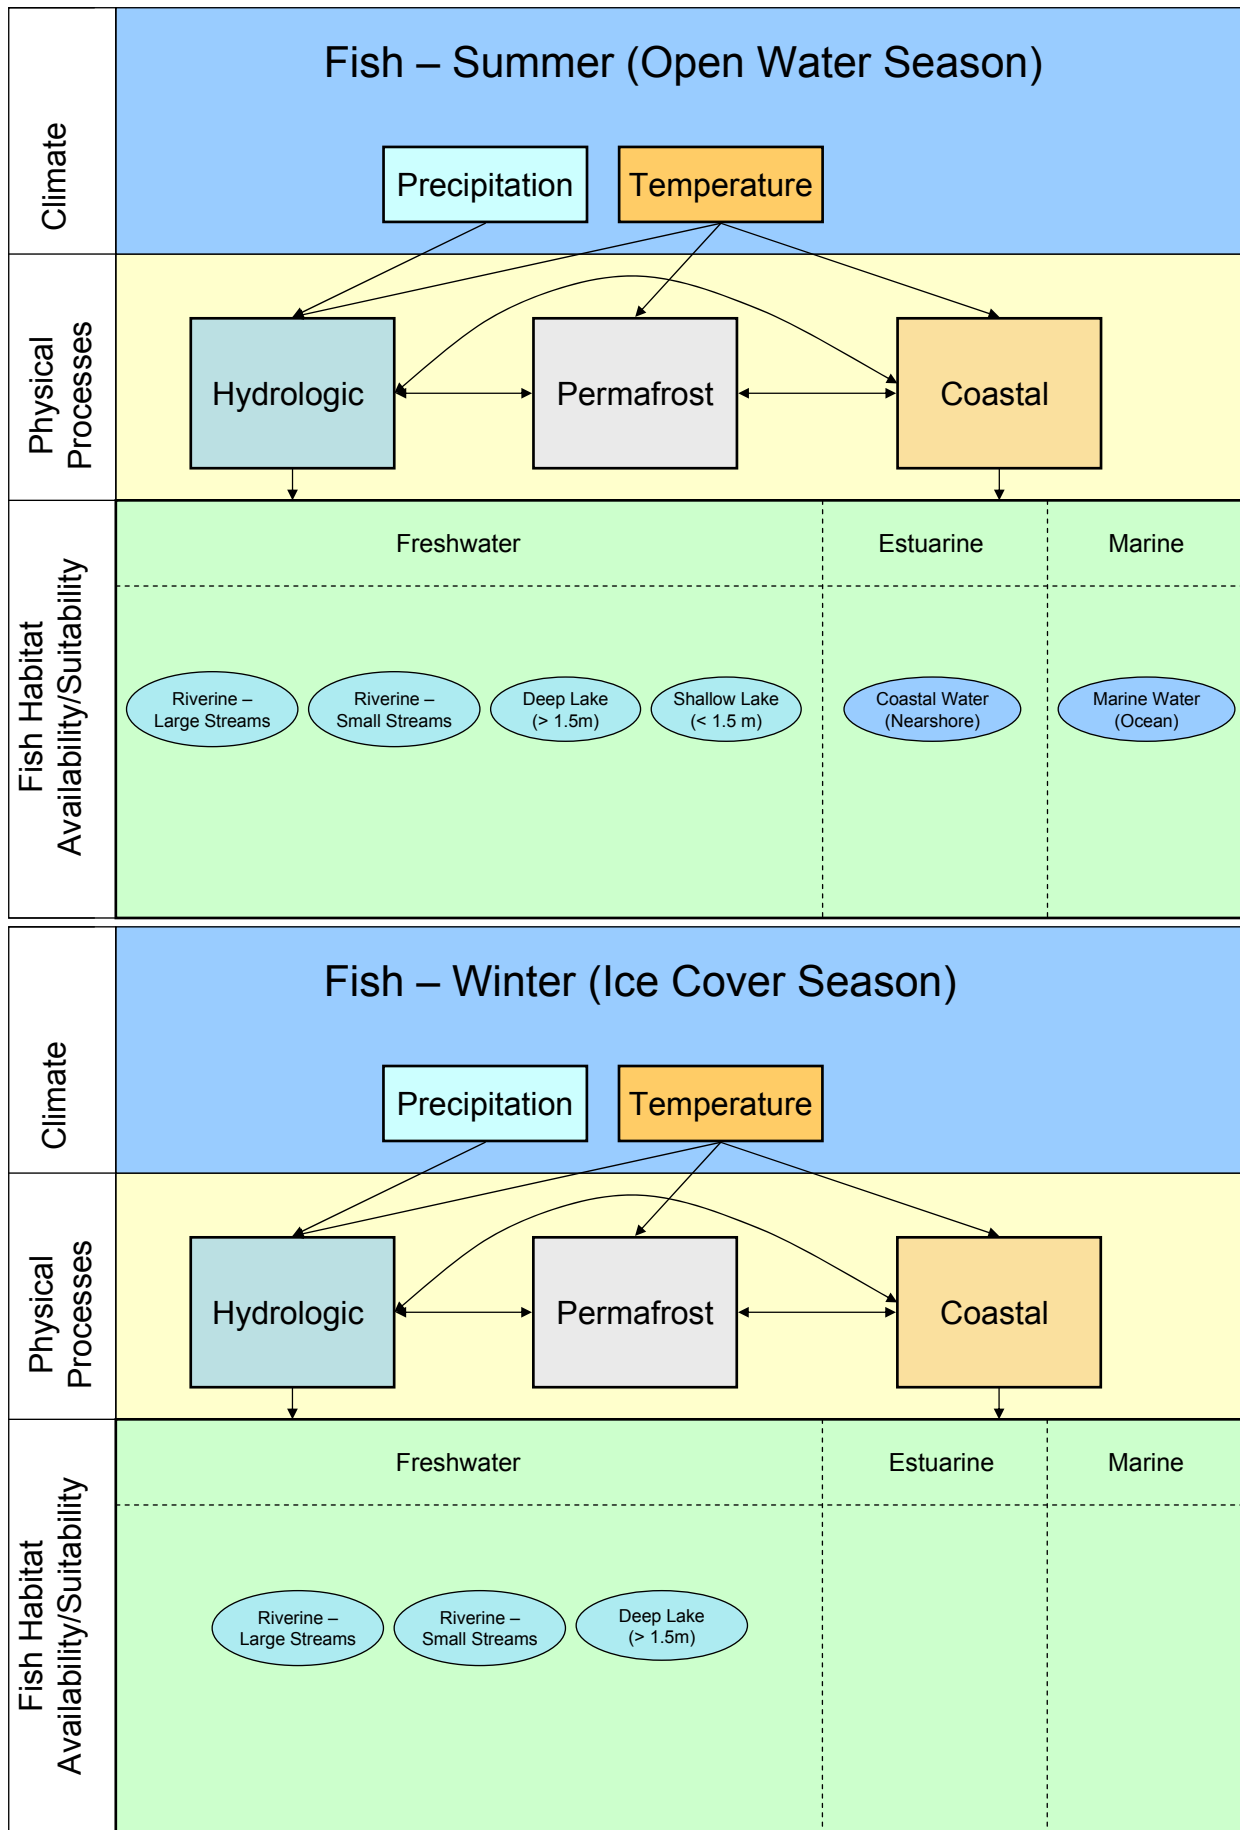 Fish – Summer (Open Water Season)
Climate
Precipitation
Temperature
Physical
Processes
Hydrologic
Permafrost
Coastal
Fish Habitat
Availability/Suitability
Freshwater
Estuarine
Marine
Riverine –
Large Streams
Riverine –
Small Streams
Deep Lake
(> 1.5m)
Shallow Lake
(< 1.5 m)
Coastal Water
(Nearshore)
Marine Water
(Ocean)
Fish – Winter (Ice Cover Season)
Climate
Precipitation
Temperature
Physical
Processes
Hydrologic
Permafrost
Coastal
Fish Habitat
Availability/Suitability
Freshwater
Estuarine
Marine
Riverine –
Large Streams
Riverine –
Small Streams
Deep Lake
(> 1.5m)